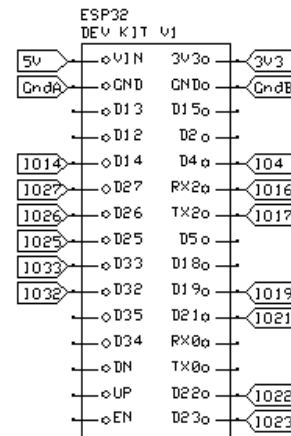 ESP32
DEV KIT V1
5V VIN 3V3 3V3
GndA GND GND GndB
D13 D15
D12 D2
IO14 D14 D4 IO4
IO27 D27 RX2 IO16
IO26 D26 TX2 IO17
IO25 D25 D5
IO33 D33 D18
IO32 D32 D19 IO19
D35 D21 IO21
D34 RX0
DN TX0
UP D22 IO22
EN D23 IO23